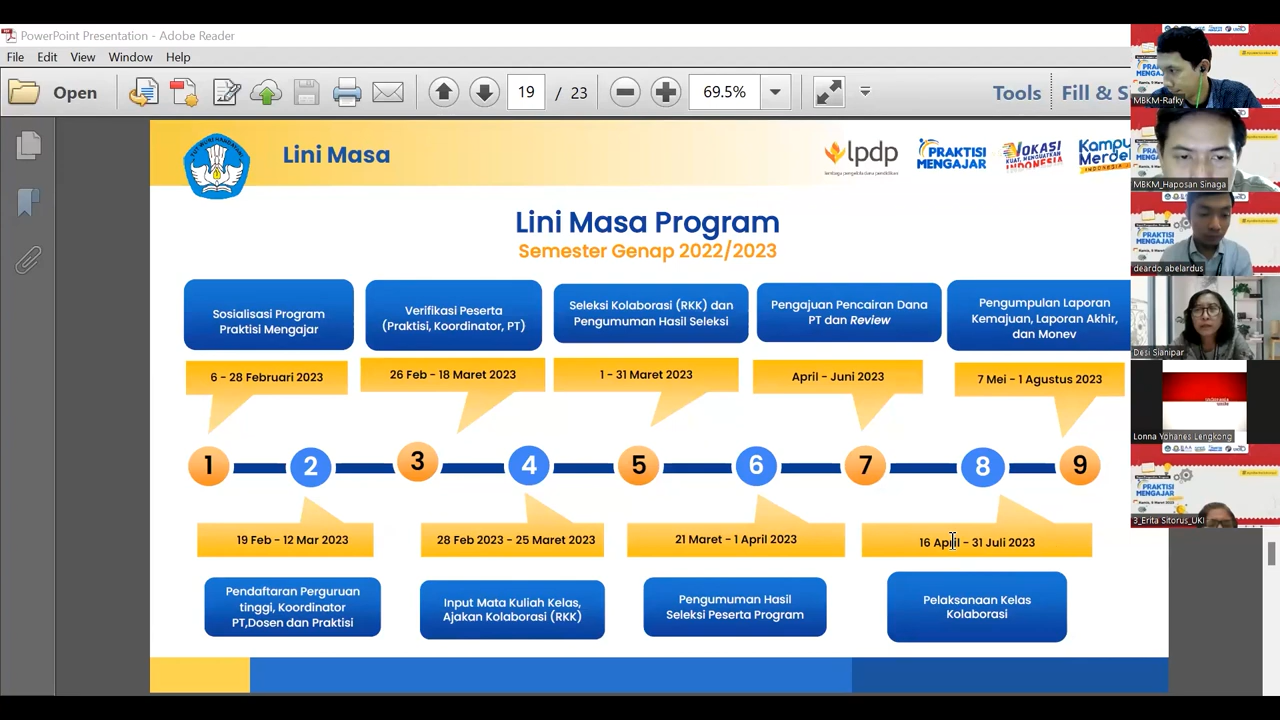 PowerPoint Presentation - Adobe Reader
File Edit View Window Help
Open 19 / 23 69.5% Tools Fill & Si
Lini Masa
lpdp
lembaga pengelola dana pendidikan
PRAKTISI
MENGAJAR
VOKASI
KUAT, MENGUATKAN
INDONESIA
Kampu
Merdek
INDONESIA
Lini Masa Program
Semester Genap 2022/2023
Sosialisasi Program
Praktisi Mengajar
Verifikasi Peserta
(Praktisi, Koordinator, PT)
Seleksi Kolaborasi (RKK) dan
Pengumuman Hasil Seleksi
Pengajuan Pencairan Dana
PT dan Review
Pengumpulan Laporan
Kemajuan, Laporan Akhir,
dan Monev
6 - 28 Februari 2023
26 Feb - 18 Maret 2023
1 - 31 Maret 2023
April - Juni 2023
7 Mei - 1 Agustus 2023
1 2 3 4 5 6 7 8 9
19 Feb - 12 Mar 2023
28 Feb 2023 - 25 Maret 2023
21 Maret - 1 April 2023
16 April - 31 Juli 2023
Pendaftaran Perguruan
tinggi, Koordinator
PT,Dosen dan Praktisi
Input Mata Kuliah Kelas,
Ajakan Kolaborasi (RKK)
Pengumuman Hasil
Seleksi Peserta Program
Pelaksanaan Kelas
Kolaborasi
MBKM-Rafky
MBKM_Haposan Sinaga
deardo abelardus
Desi Sianipar
Lonna Yohanes Lengkong
PRAKTISI
MENGAJAR
3_Erita Sitorus_UKI